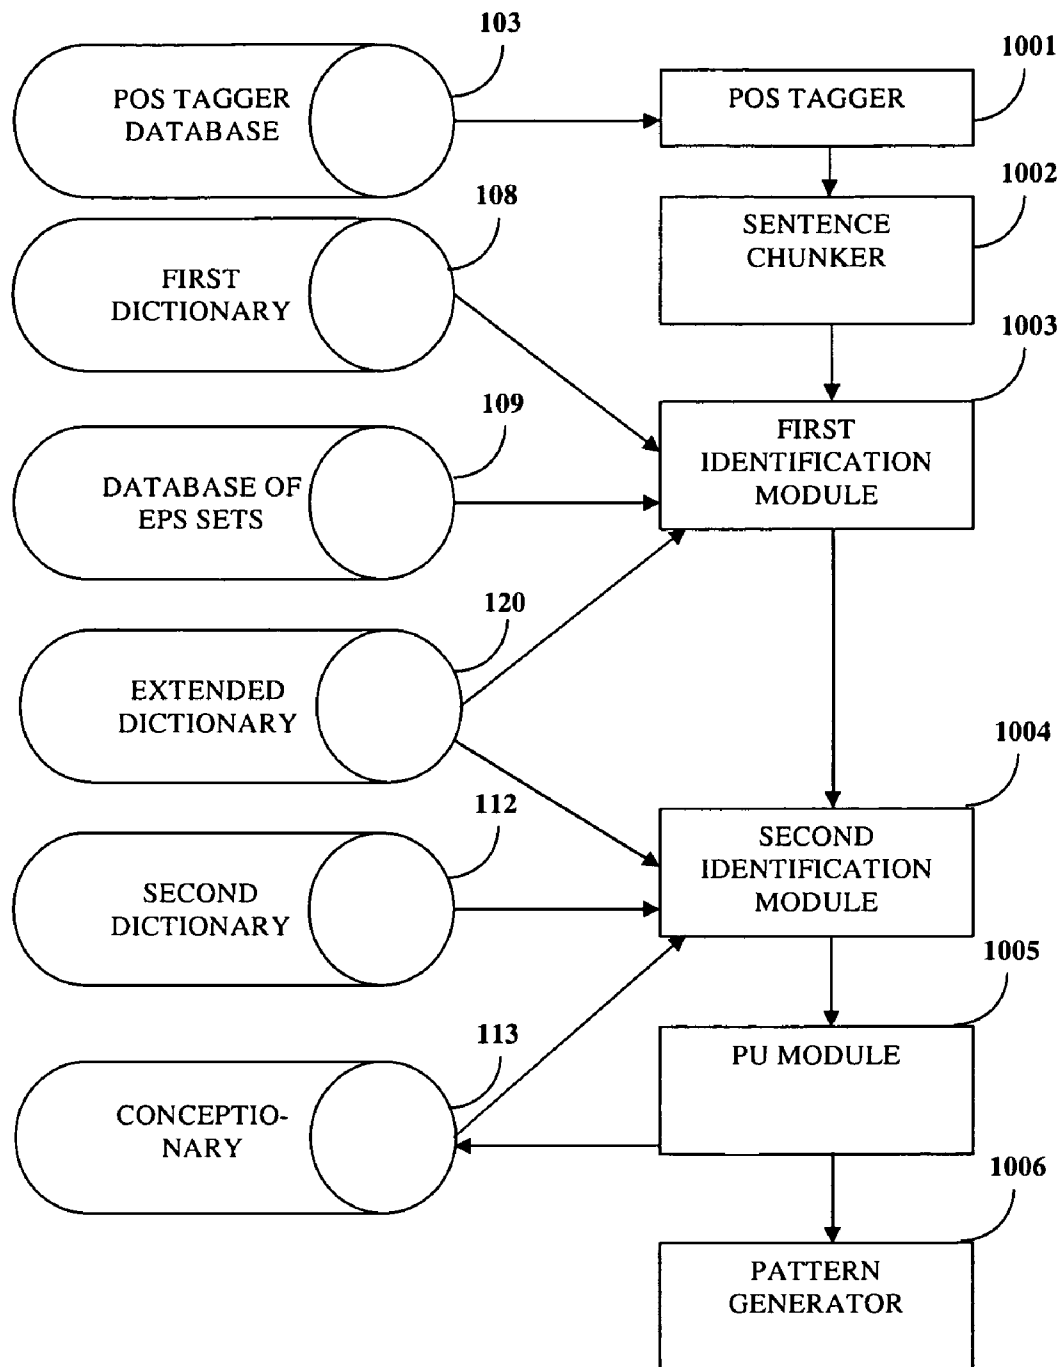 103
POS TAGGER
DATABASE
1001
POS TAGGER
108
FIRST
DICTIONARY
1002
SENTENCE
CHUNKER
109
DATABASE OF
EPS SETS
1003
FIRST
IDENTIFICATION
MODULE
120
EXTENDED
DICTIONARY
112
SECOND
DICTIONARY
1004
SECOND
IDENTIFICATION
MODULE
113
CONCEPTIO-
NARY
1005
PU MODULE
1006
PATTERN
GENERATOR